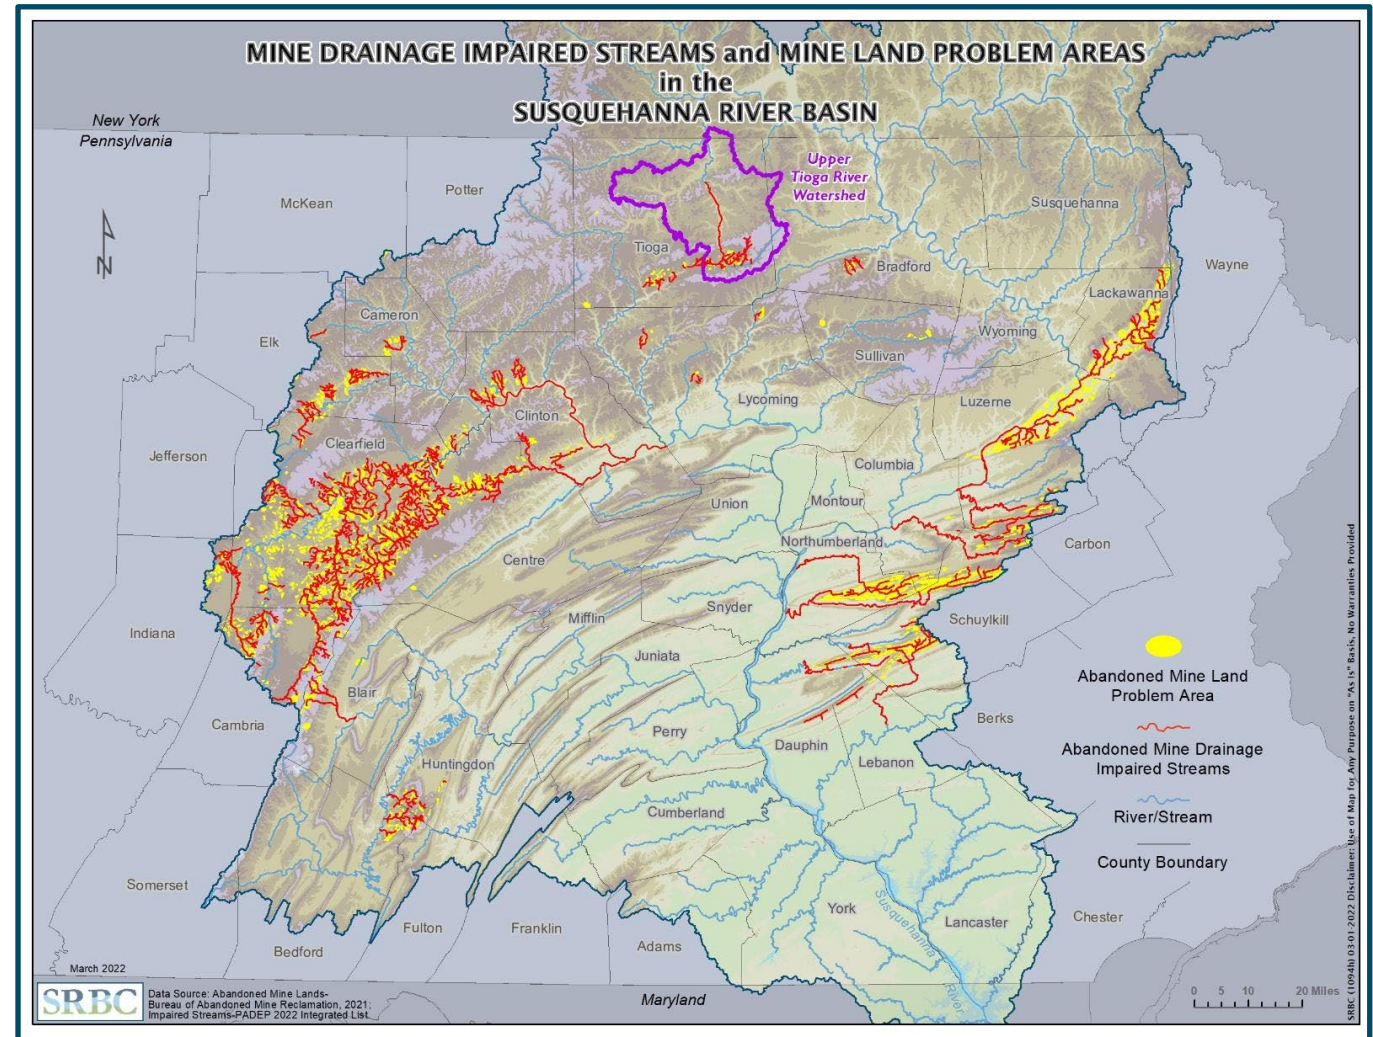 MINE DRAINAGE IMPAIRED STREAMS and MINE LAND PROBLEM AREAS
in the
SUSQUEHANNA RIVER BASIN
New York
Pennsylvania
Upper
Tioga River
Watershed
McKean
Potter
Susquehanna
Tioga
Wayne
Bradford
Lackawanna
Cameron
Wyoming
Elk
Sullivan
Lycoming
Luzerne
Clinton
Clearfield
Jefferson
Columbia
Union
Montour
Northumberland
Carbon
Centre
Snyder
Mifflin
Schuylkill
Indiana
Juniata
Blair
Cambria
Berks
Perry
Dauphin
Huntingdon
Lebanon
Cumberland
Somerset
York
Lancaster
Chester
Susquehanna
River
Fulton
Franklin
Adams
Bedford
Maryland
Abandoned Mine Land
Problem Area
Abandoned Mine Drainage
Impaired Streams
River/Stream
County Boundary
March 2022
SRBC
Data Source: Abandoned Mine Lands-
Bureau of Abandoned Mine Reclamation, 2021;
Impaired Streams-PADEP 2022 Integrated List
0 5 10 20 Miles
SRBC (1094h) 03-01-2022 Disclaimer: Use of Map for Any Purpose on "As Is" Basis, No Warranties Provided
N